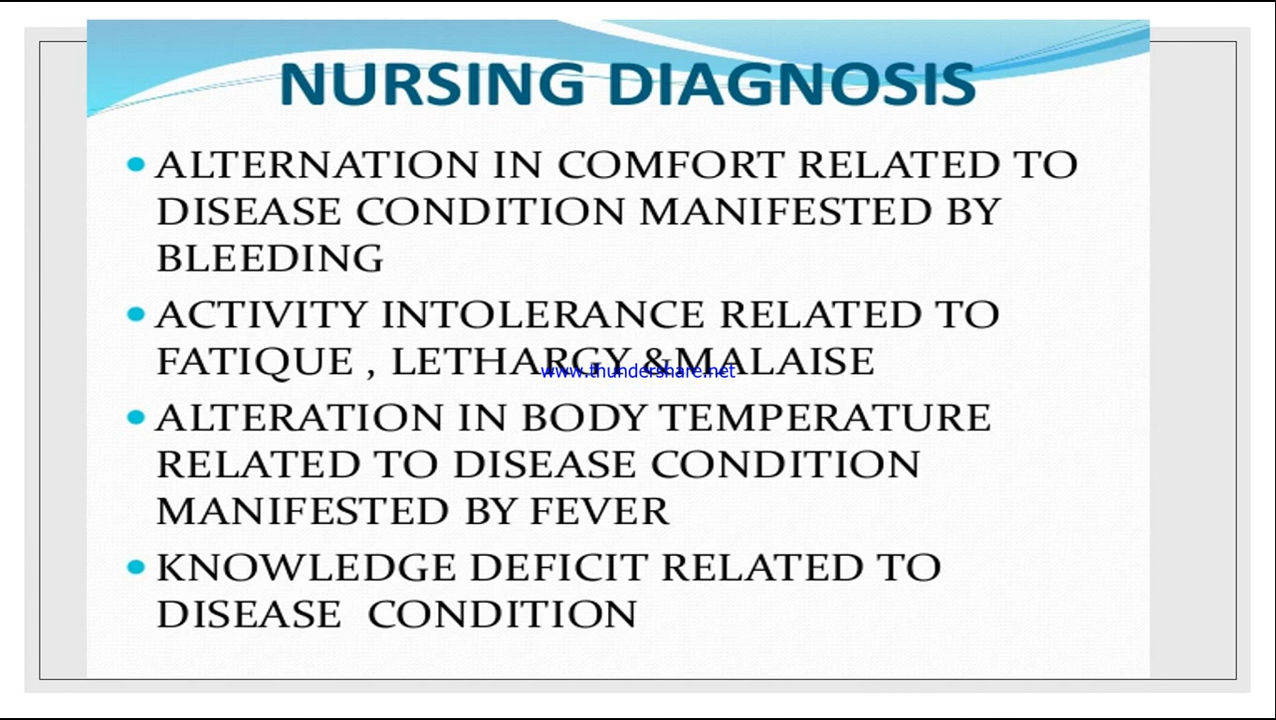 NURSING DIAGNOSIS
• ALTERNATION IN COMFORT RELATED TO
DISEASE CONDITION MANIFESTED BY
BLEEDING
• ACTIVITY INTOLERANCE RELATED TO
FATIQUE , LETHARGY &MALAISE
www.thundershare.net
• ALTERATION IN BODY TEMPERATURE
RELATED TO DISEASE CONDITION
MANIFESTED BY FEVER
• KNOWLEDGE DEFICIT RELATED TO
DISEASE  CONDITION